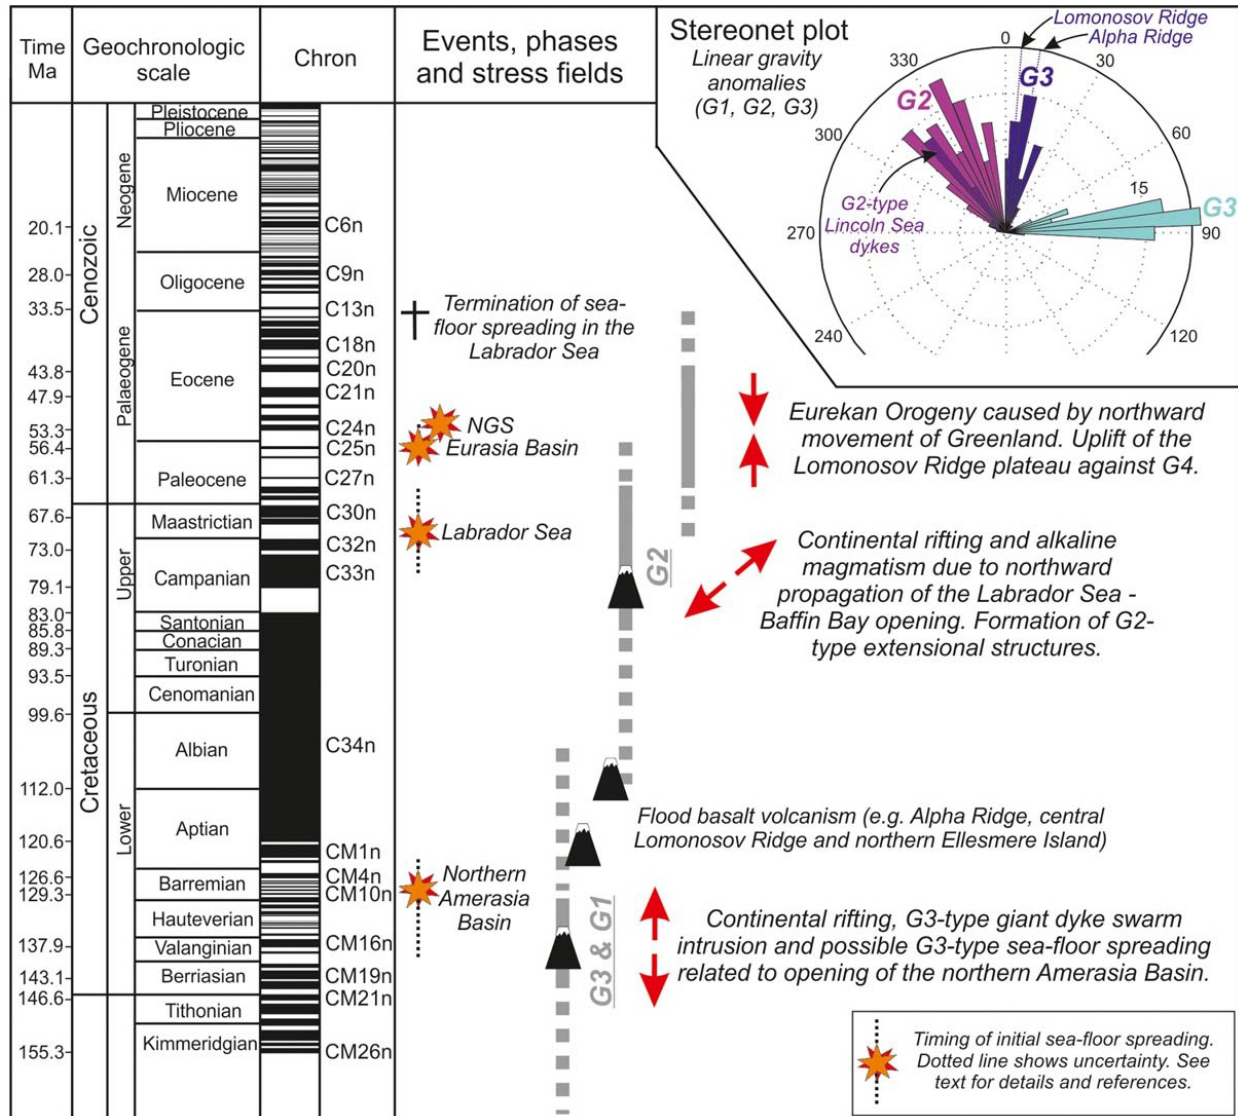 Time
Ma
Geochronologic
scale
Chron
Events, phases
and stress fields
Stereonet plot
Linear gravity
anomalies
(G1, G2, G3)
Lomonosov Ridge
Alpha Ridge
0
30
60
90
120
240
270
300
330
15
G2
G3
G3
G2-type
Lincoln Sea
dykes
Cenozoic
Cretaceous
Neogene
Palaeogene
Upper
Lower
Pleistocene
Pliocene
Miocene
Oligocene
Eocene
Paleocene
Maastrictian
Campanian
Santonian
Conacian
Turonian
Cenomanian
Albian
Aptian
Barremian
Hauteverian
Valanginian
Berriasian
Tithonian
Kimmeridgian
20.1
28.0
33.5
43.8
47.9
53.3
56.4
61.3
67.6
73.0
79.1
83.0
85.8
89.3
93.5
99.6
112.0
120.6
126.6
129.3
137.9
143.1
146.6
155.3
C6n
C9n
C13n
C18n
C20n
C21n
C24n
C25n
C27n
C30n
C32n
C33n
C34n
CM1n
CM4n
CM10n
CM16n
CM19n
CM21n
CM26n
Termination of sea-
floor spreading in the
Labrador Sea
NGS
Eurasia Basin
Labrador Sea
Northern
Amerasia
Basin
G2
G3 & G1
Eurekan Orogeny caused by northward
movement of Greenland. Uplift of the
Lomonosov Ridge plateau against G4.
Continental rifting and alkaline
magmatism due to northward
propagation of the Labrador Sea -
Baffin Bay opening. Formation of G2-
type extensional structures.
Flood basalt volcanism (e.g. Alpha Ridge, central
Lomonosov Ridge and northern Ellesmere Island)
Continental rifting, G3-type giant dyke swarm
intrusion and possible G3-type sea-floor spreading
related to opening of the northern Amerasia Basin.
Timing of initial sea-floor spreading.
Dotted line shows uncertainty. See
text for details and references.